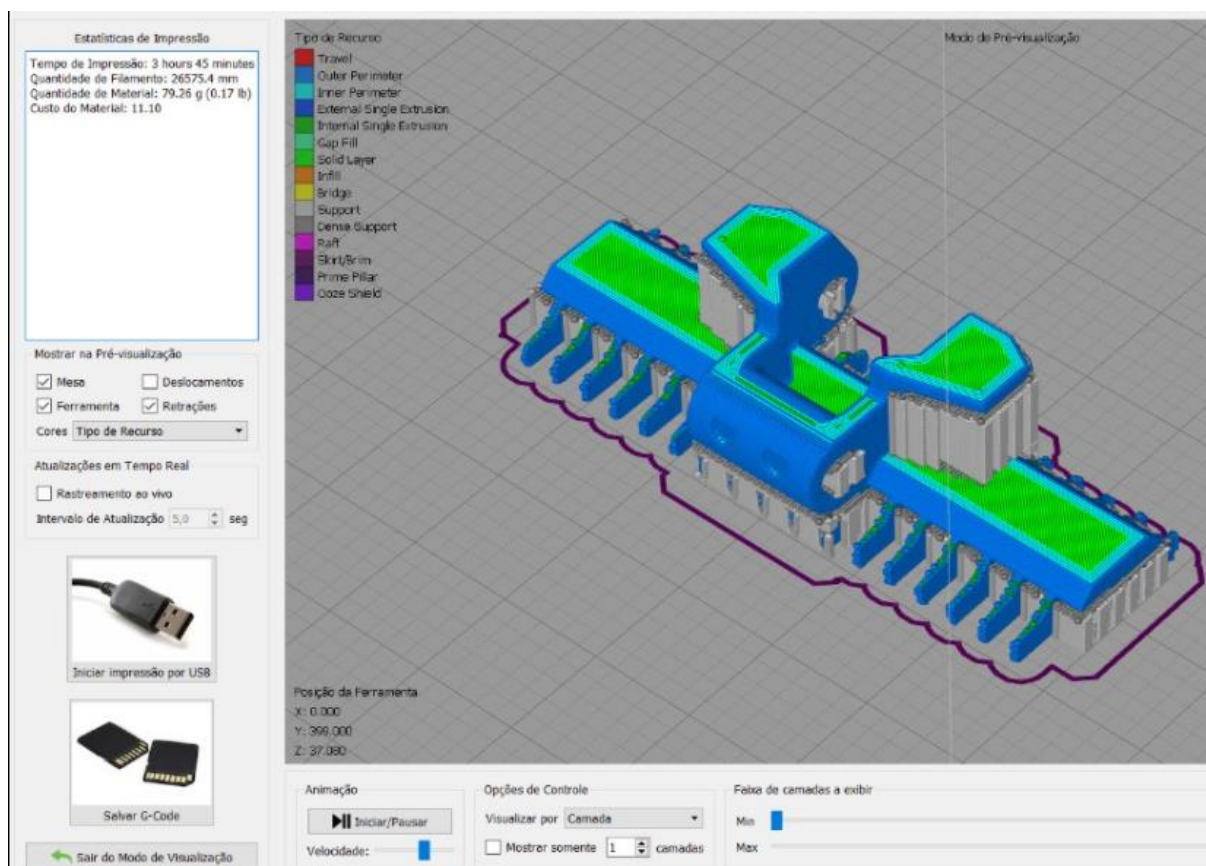 Estatísticas de Impressão
Tempo de Impressão: 3 hours 45 minutes
Quantidade de Filamento: 26575.4 mm
Quantidade de Material: 79.26 g (0.17 lb)
Custo do Material: 11.10
Mostrar na Pré-visualização
Mesa
Deslocamentos
Ferramenta
Retrações
Cores Tipo de Recurso
Atualizações em Tempo Real
Rastreamento ao vivo
Intervalo de Atualização 5,0 seg
Iniciar impressão por USB
Salvar G-Code
Sair do Modo de Visualização
Tipo de Recurso
Travel
Outer Perimeter
Inner Perimeter
External Single Extrusion
Internal Single Extrusion
Gap Fill
Solid Layer
Infill
Bridge
Support
Dense Support
Raft
Skirt/Brim
Prime Pillar
Ooze Shield
Modo de Pré-visualização
Posição da Ferramenta
X: 0.000
Y: 399.000
Z: 37.080
Animação
Iniciar/Pausar
Velocidade:
Opções de Controle
Visualizar por Camada
Mostrar somente 1 camadas
Faixa de camadas a exibir
Min
Max